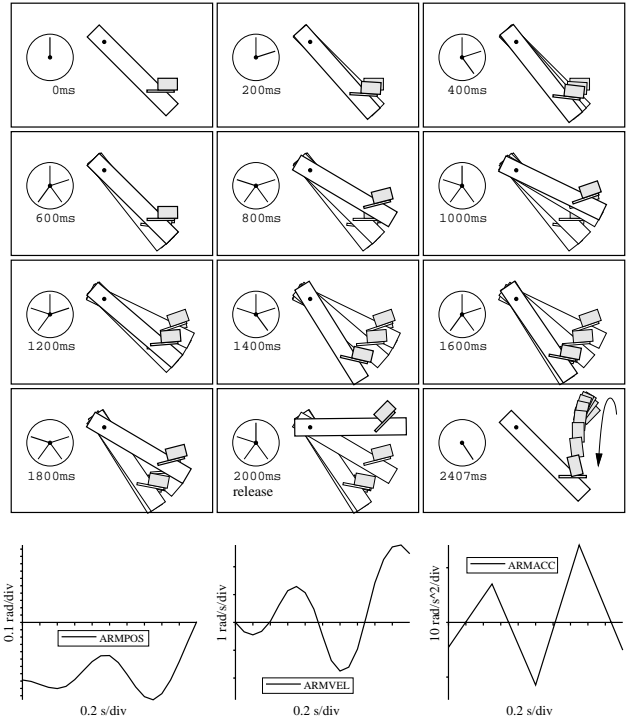 0ms
200ms
400ms
600ms
800ms
1000ms
1200ms
1400ms
1600ms
1800ms
2000ms
release
2407ms
0.1 rad/div
ARMPOS
0.2 s/div
1 rad/s/div
ARMVEL
0.2 s/div
10 rad/s^2/div
ARMACC
0.2 s/div